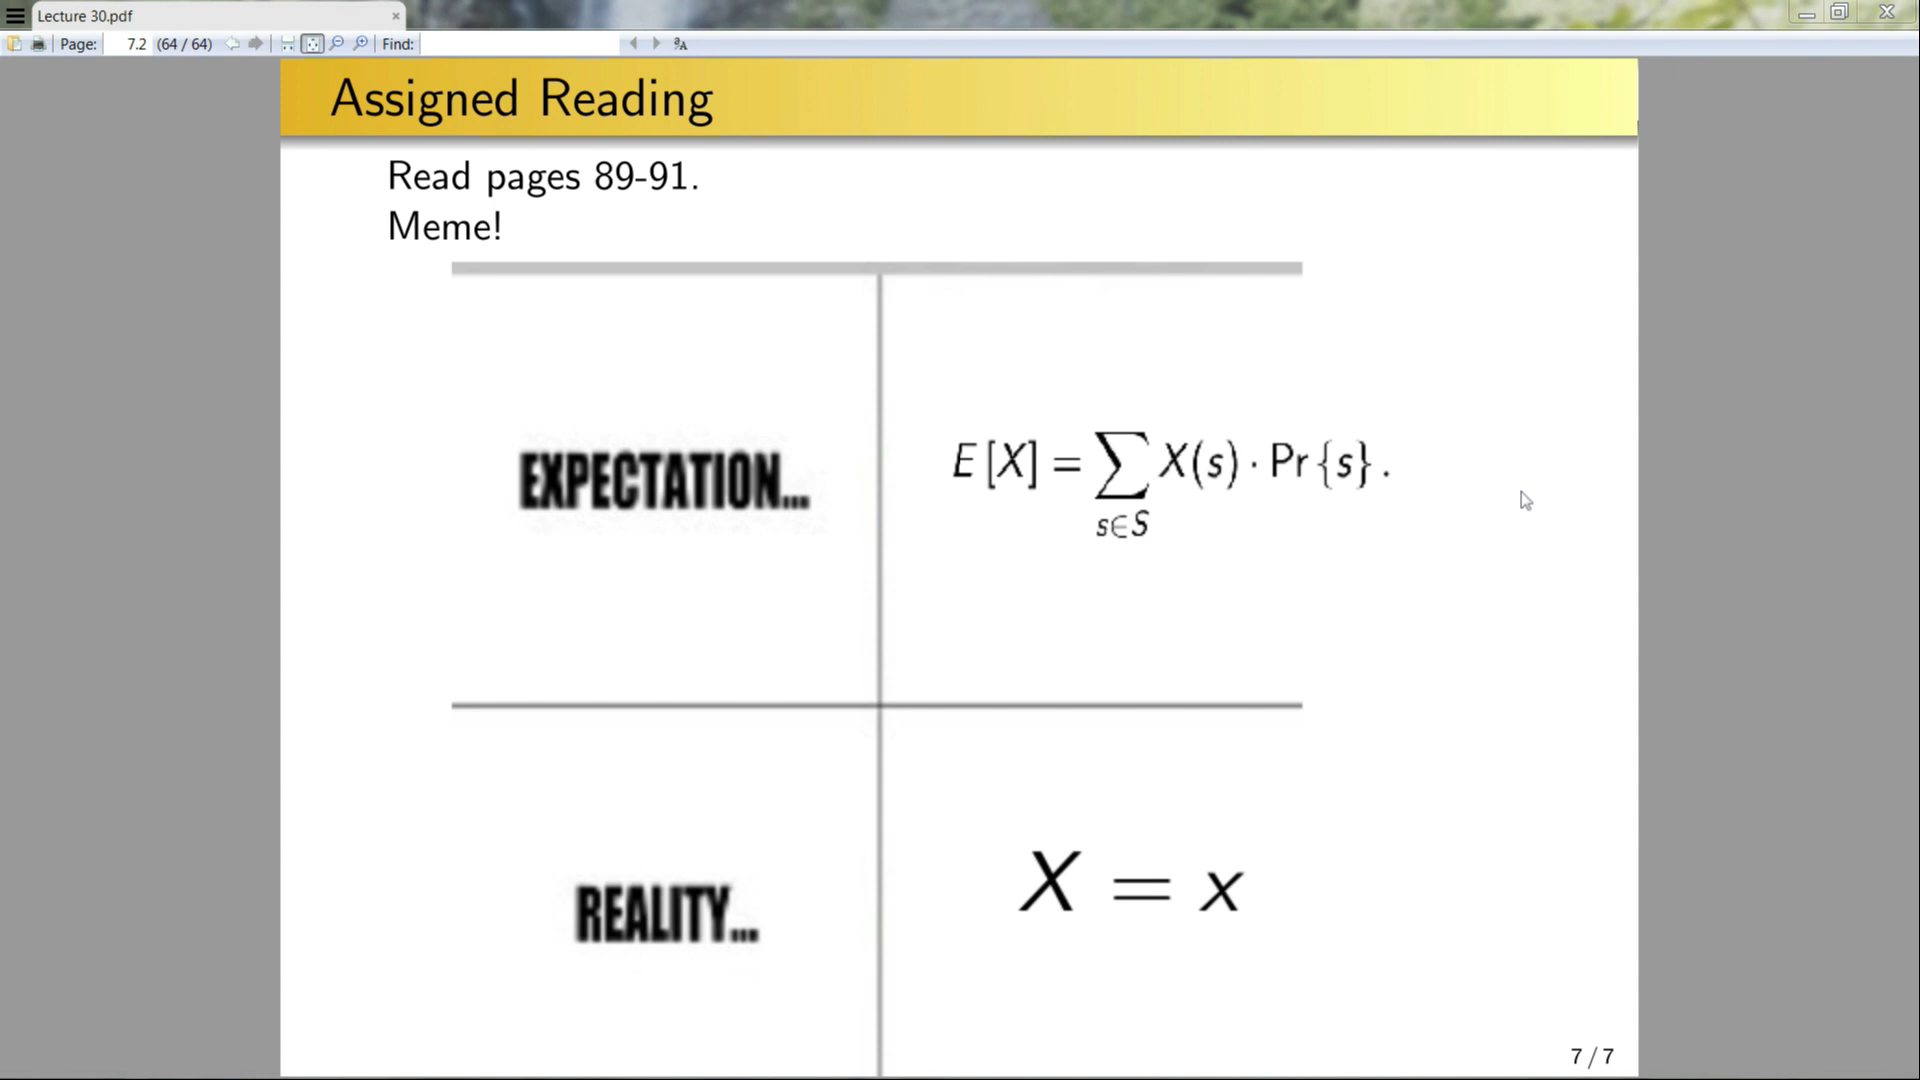 Lecture 30.pdf
Page: 7.2 (64 / 64) Find:
Assigned Reading
Read pages 89-91.
Meme!
EXPECTATION...
E [X] = ∑ X(s) · Pr {s} .
s∈S
REALITY...
X = x
7 / 7